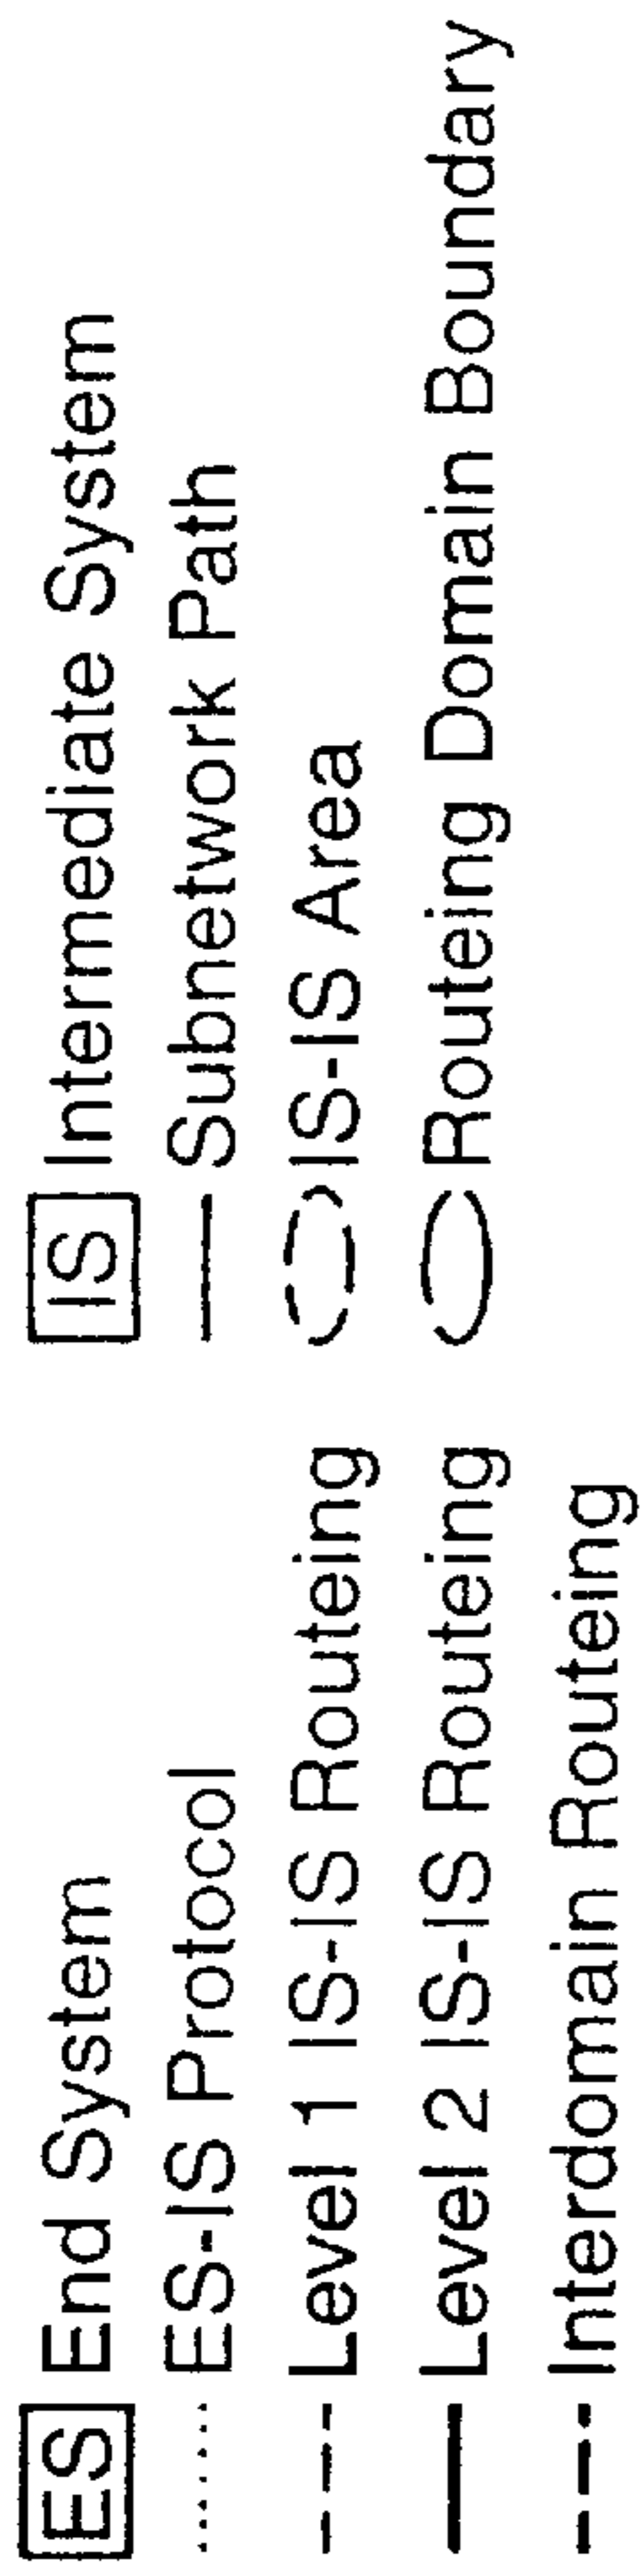 ES End System
ES-IS Protocol
Level 1 IS-IS Routeing
Level 2 IS-IS Routeing
Interdomain Routeing
IS Intermediate System
Subnetwork Path
IS-IS Area
Routeing Domain Boundary